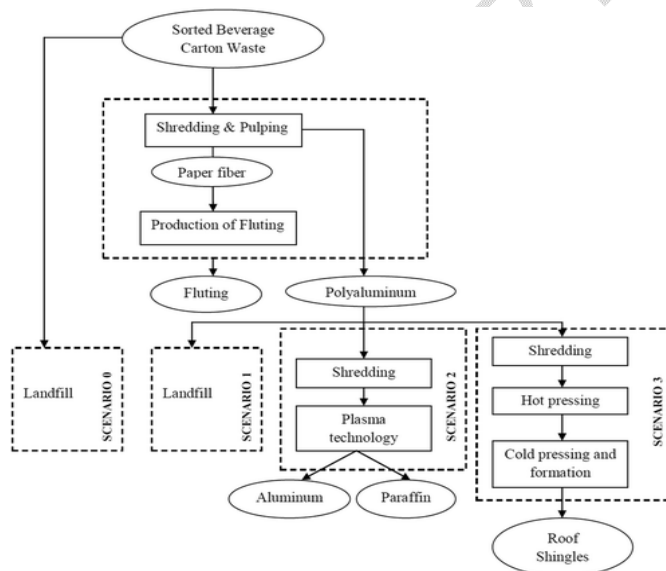 Sorted Beverage
Carton Waste
Shredding & Pulping
Paper fiber
Production of Fluting
Fluting
Polyaluminum
Landfill
SCENARIO 0
Landfill
SCENARIO 1
Shredding
Plasma
technology
SCENARIO 2
Aluminum
Paraffin
Shredding
Hot pressing
Cold pressing and
formation
SCENARIO 3
Roof
Shingles